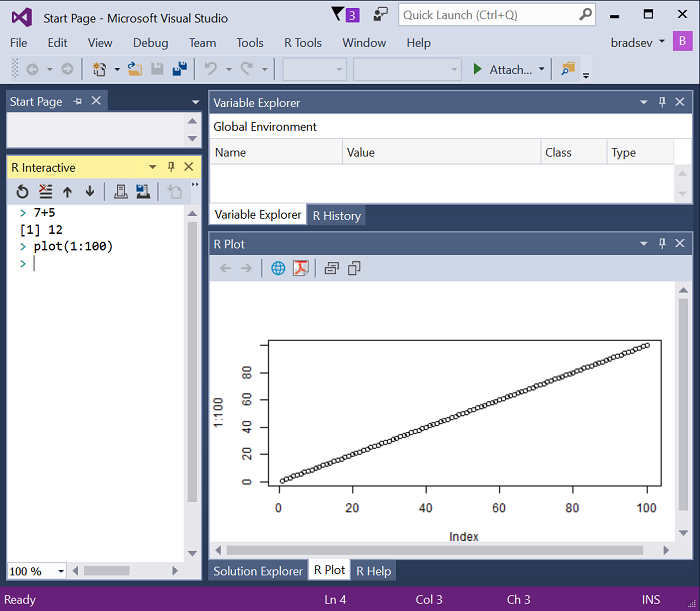 Start Page - Microsoft Visual Studio
3
Quick Launch (Ctrl+Q)
File Edit View Debug Team Tools R Tools Window Help
bradsev
B
Attach...
Start Page
R Interactive
> 7+5
[1] 12
> plot(1:100)
>
100 %
Variable Explorer
Global Environment
Name Value Class Type
Variable Explorer R History
R Plot
1:100
0 20 40 60 80
0 20 40 60 80 100
Index
Solution Explorer R Plot R Help
Ready Ln 4 Col 3 Ch 3 INS